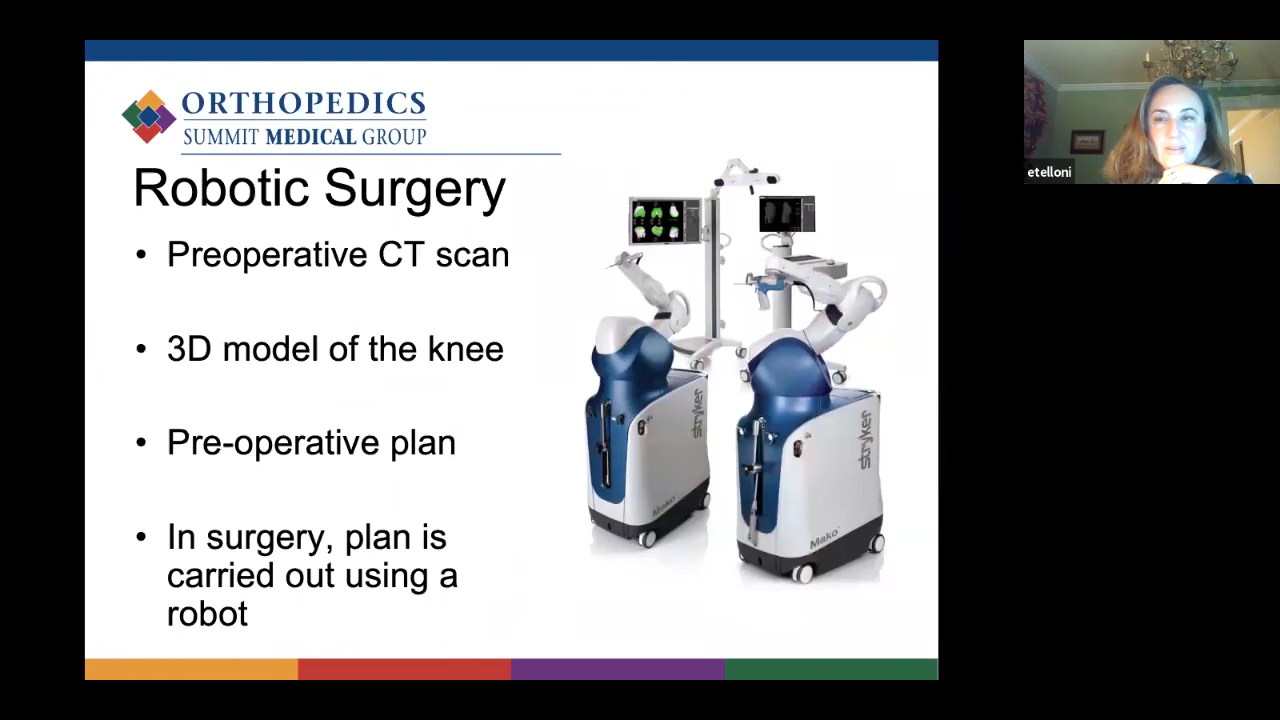 ORTHOPEDICS
SUMMIT MEDICAL GROUP
Robotic Surgery
• Preoperative CT scan
• 3D model of the knee
• Pre-operative plan
• In surgery, plan is
carried out using a
robot
stryker
Mako
stryker
Mako
etelloni